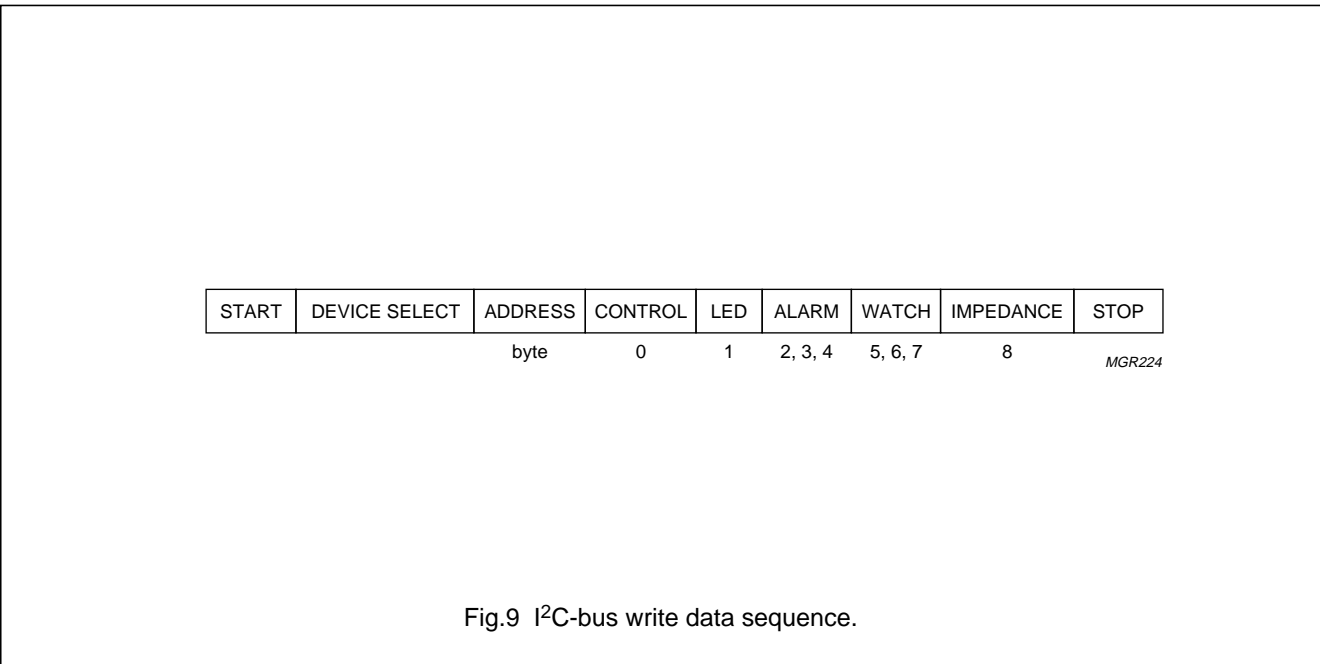 START DEVICE SELECT ADDRESS CONTROL LED ALARM WATCH IMPEDANCE STOP
byte 0 1 2, 3, 4 5, 6, 7 8
MGR224
Fig.9 I²C-bus write data sequence.